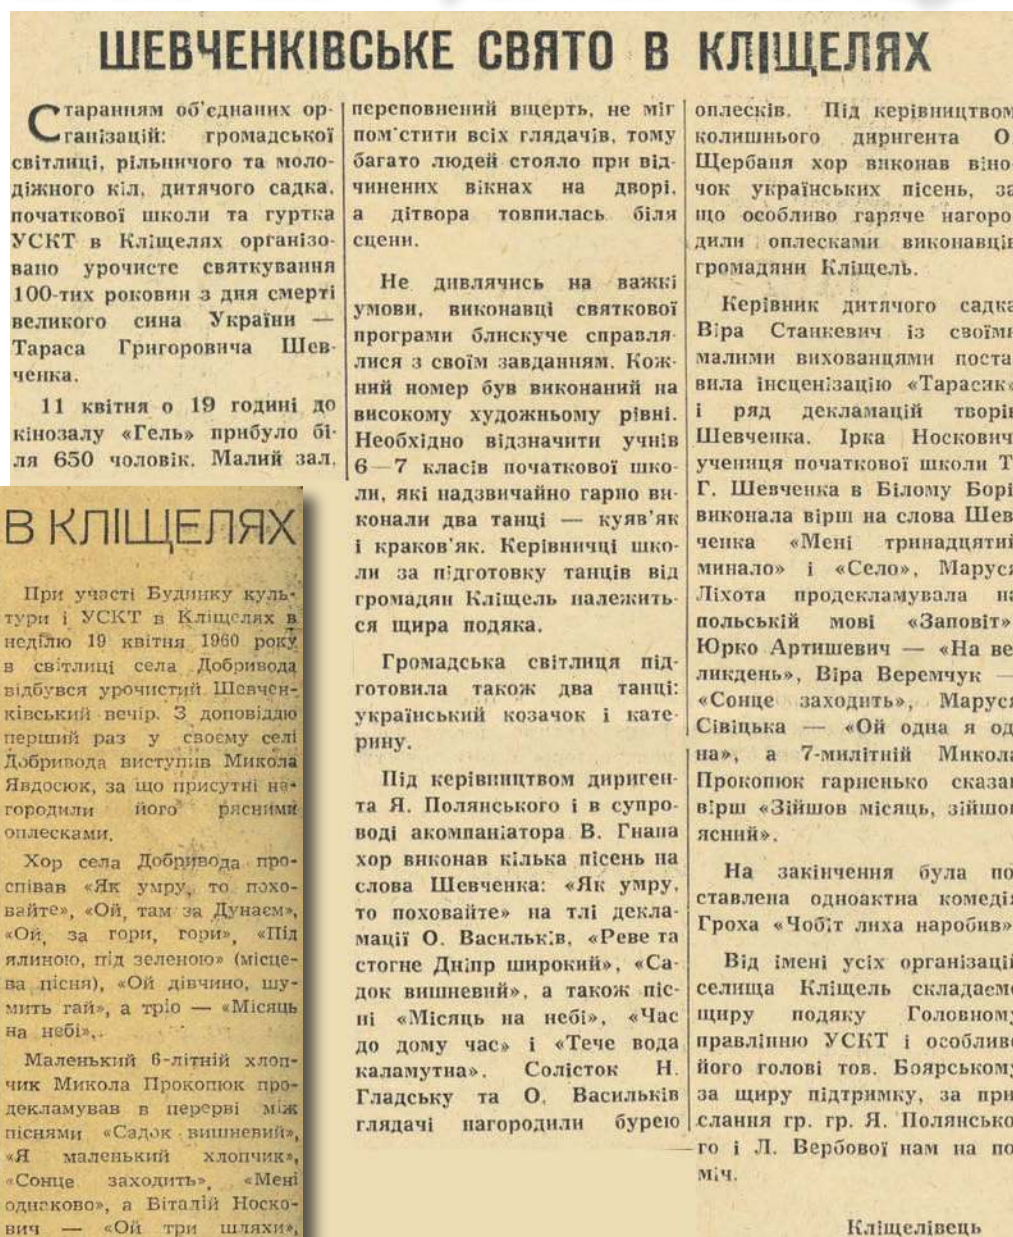 ШЕВЧЕНКІВСЬКЕ СВЯТО В КЛІЩЕЛЯХ
Старанням об'єднаних ор-
ганізацій: громадської
світлиці, рільничого та моло-
діжного кіл, дитячого садка,
початкової школи та гуртка
УСКТ в Кліщелях організо-
вано урочисте святкування
100-тих роковин з дня смерті
великого сина України —
Тараса Григоровича Шев-
ченка.
11 квітня о 19 годині до
кінозалу «Гель» прибуло бі-
ля 650 чоловік. Малий зал,
переповнений вщерть, не міг
пом'стити всіх глядачів, тому
багато людей стояло при від-
чинених вікнах на дворі,
а дітвора товпилась біля
сцени.
Не дивлячись на важкі
умови, виконавці святкової
програми блискуче справля-
лися з своїм завданням. Кож-
ний номер був виконаний на
високому художньому рівні.
Необхідно відзначити учнів
6—7 класів початкової шко-
ли, які надзвичайно гарно ви-
конали два танці — куяв'як
і краков'як. Керівничці шко-
ли за підготовку танців від
громадян Кліщель належить-
ся щира подяка.
Громадська світлиця під-
готовила також два танці:
український козачок і кате-
рину.
Під керівництвом дириген-
та Я. Полянського і в супро-
воді акомпаніатора В. Гнапа
хор виконав кілька пісень на
слова Шевченка: «Як умру,
то поховайте» на тлі декла-
мації О. Васильків, «Реве та
стогне Дніпр широкий», «Са-
док вишневий», а також піс-
ні «Місяць на небі», «Час
до дому час» і «Тече вода
каламутна». Солісток Н.
Гладську та О. Васильків
глядачі нагородили бурею
оплесків. Під керівництвом
колишнього диригента О.
Щербаня хор виконав віно-
чок українських пісень, за
що особливо гаряче нагоро-
дили оплесками виконавців
громадяни Кліщель.
Керівник дитячого садка
Віра Станкевич із своїми
малими вихованцями поста-
вила інсценізацію «Тарасик»
і ряд декламацій творів
Шевченка. Ірка Носкович
учениця початкової школи Т.
Г. Шевченка в Білому Борі
виконала вірш на слова Шев-
ченка «Мені тринадцятий
минало» і «Село», Маруся
Ліхота продекламувала на
польській мові «Заповіт»,
Юрко Артишевич — «На ве-
ликдень», Віра Веремчук —
«Сонце заходить», Маруся
Сівіцька — «Ой одна я од-
на», а 7-милітній Микола
Прокопюк гарненько сказав
вірш «Зійшов місяць, зійшов
ясний».
На закінчення була по-
ставлена одноактна комедія
Гроха «Чобіт лиха наробив».
Від імені усіх організацій
селища Кліщель складаємо
щиру подяку Головному
правлінню УСКТ і особливо
його голові тов. Боярському
за щиру підтримку, за при-
слання гр. гр. Я. Полянсько-
го і Л. Вербової нам на по-
міч.
Кліщелівець
В КЛІЩЕЛЯХ
При участі Будинку куль-
тури і УСКТ в Кліщелях в
неділю 19 квітня 1960 року
в світлиці села Добривода
відбувся урочистий Шевчен-
ківський вечір. З доповіддю
перший раз у своєму селі
Добривода виступив Микола
Явдосюк, за що присутні на-
городили його рясними
оплесками.
Хор села Добривода про-
співав «Як умру, то похо-
вайте», «Ой, там за Дунаєм»,
«Ой, за гори, гори», «Під
ялиною, під зеленою» (місце-
ва пісня), «Ой дівчино, шу-
мить гай», а тріо — «Місяць
на небі»,.
Маленький 6-літній хлоп-
чик Микола Прокопюк про-
декламував в перерві між
піснями «Садок вишневий»,
«Я маленький хлопчик»,
«Сонце заходить», «Мені
однаково», а Віталій Носко-
вич — «Ой три шляхи»,